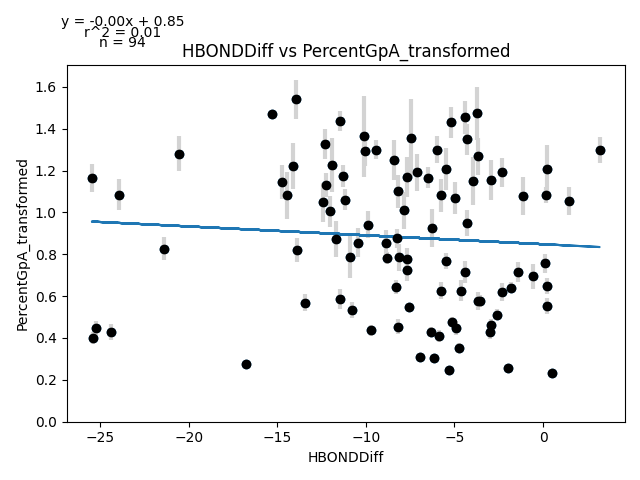 y = -0.00x + 0.85
r^2 = 0.01
n = 94
HBONDDiff vs PercentGpA_transformed
PercentGpA_transformed
1.6
1.4
1.2
1.0
0.8
0.6
0.4
0.2
0.0
−25
−20
−15
−10
−5
0
HBONDDiff